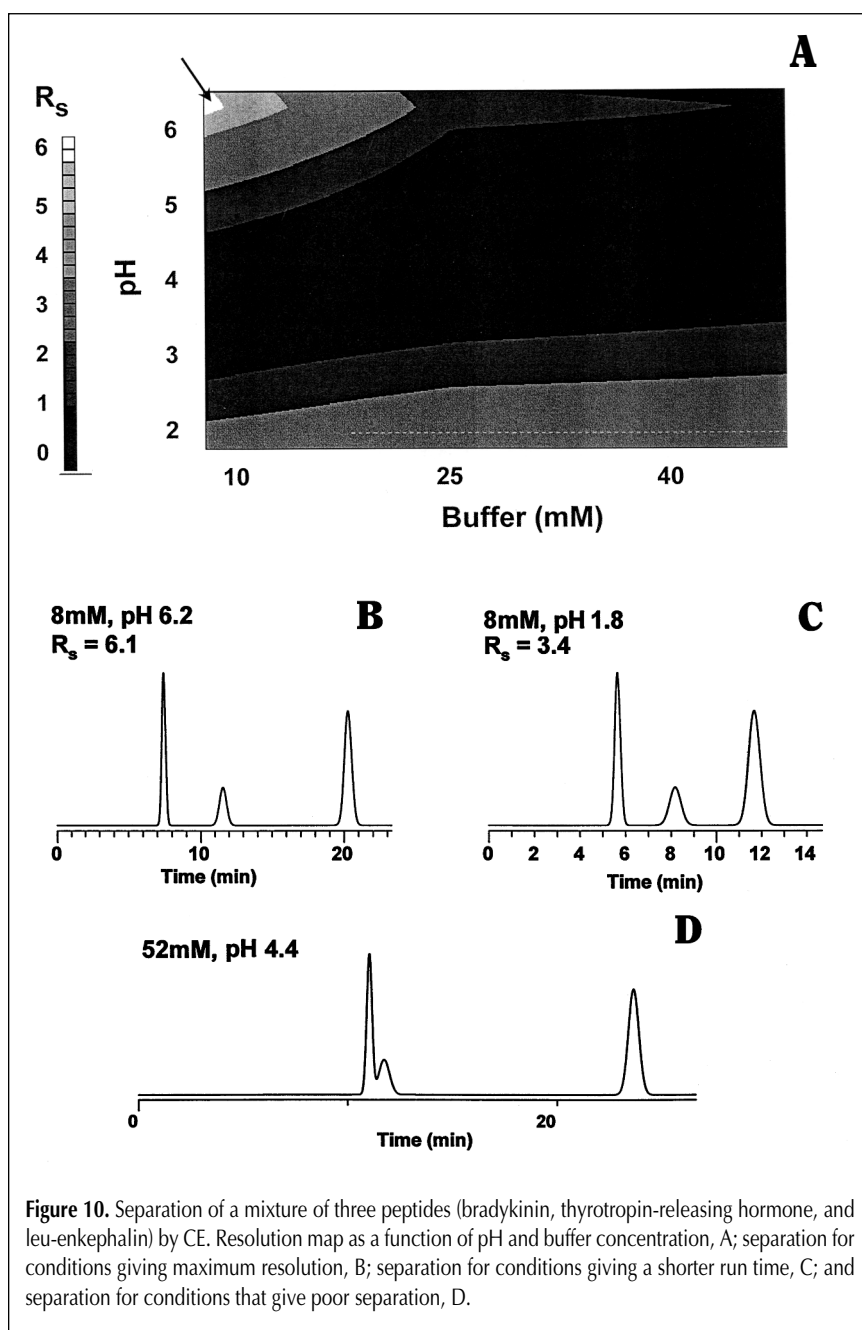 A
R_s
6
5
4
3
2
1
0
pH
6
5
4
3
2
10 25 40
Buffer (mM)
8mM, pH 6.2
R_s = 6.1
B
0 10 20
Time (min)
8mM, pH 1.8
R_s = 3.4
C
0 2 4 6 8 10 12 14
Time (min)
52mM, pH 4.4
D
0 20
Time (min)
Figure 10. Separation of a mixture of three peptides (bradykinin, thyrotropin-releasing hormone, and
leu-enkephalin) by CE. Resolution map as a function of pH and buffer concentration, A; separation for
conditions giving maximum resolution, B; separation for conditions giving a shorter run time, C; and
separation for conditions that give poor separation, D.